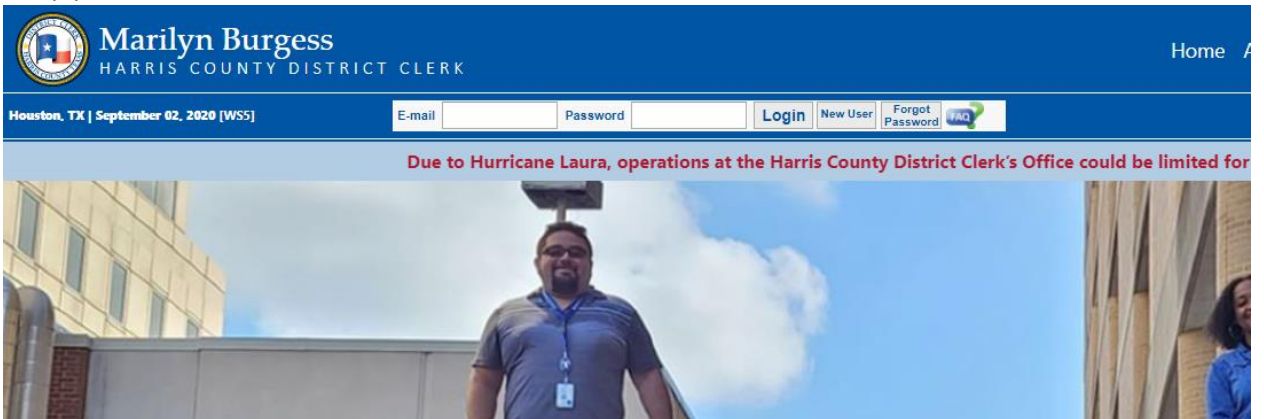 Marilyn Burgess
HARRIS COUNTY DISTRICT CLERK
Home
Houston, TX | September 02, 2020 [WS5]
E-mail Password Login New User Forgot Password FAQ
Due to Hurricane Laura, operations at the Harris County District Clerk's Office could be limited for